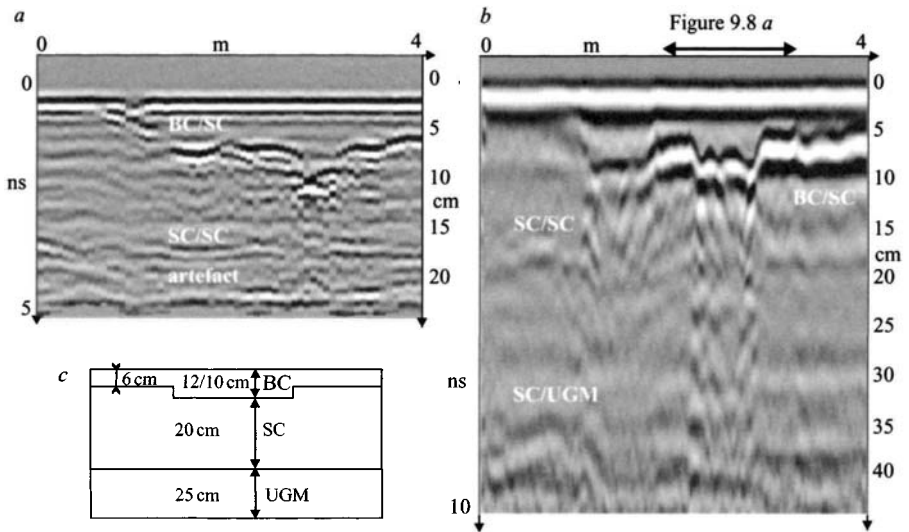 a
0 m 4
0
ns
5
0
5
10
cm
15
20
BC/SC
SC/SC
artefact
b
Figure 9.8 a
0 m 4
ns
10
0
5
10
15
cm
20
25
30
35
40
SC/SC
BC/SC
SC/UGM
c
6 cm 12/10 cm BC
20 cm SC
25 cm UGM